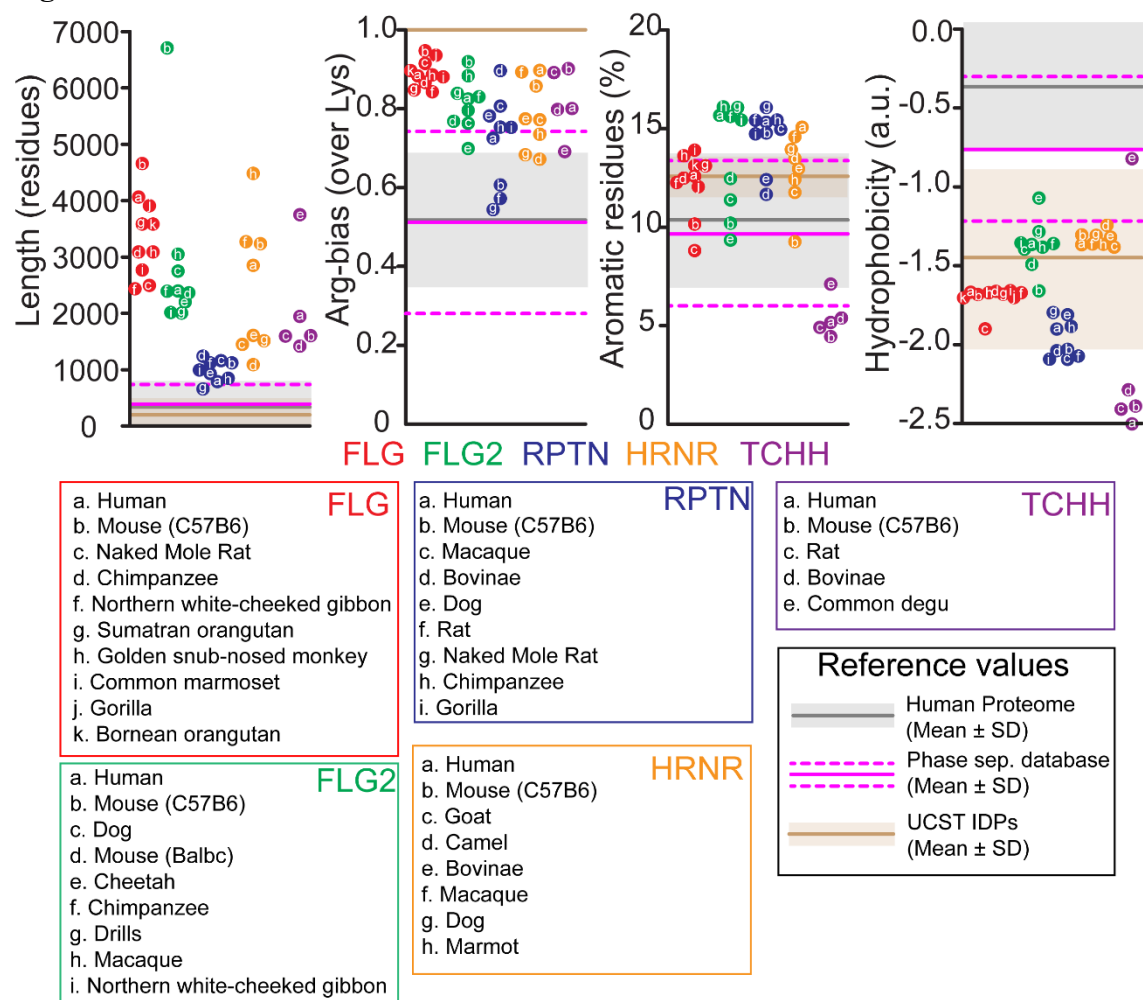 Length (residues)
7000
6000
5000
4000
3000
2000
1000
0
Arg-bias (over Lys)
1.0
0.8
0.6
0.4
0.2
0
Aromatic residues (%)
20
15
10
5
0
Hydrophobicity (a.u.)
0.0
-0.5
-1.0
-1.5
-2.0
-2.5
FLG FLG2 RPTN HRNR TCHH
FLG
a. Human
b. Mouse (C57B6)
c. Naked Mole Rat
d. Chimpanzee
f. Northern white-cheeked gibbon
g. Sumatran orangutan
h. Golden snub-nosed monkey
i. Common marmoset
j. Gorilla
k. Bornean orangutan
RPTN
a. Human
b. Mouse (C57B6)
c. Macaque
d. Bovinae
e. Dog
f. Rat
g. Naked Mole Rat
h. Chimpanzee
i. Gorilla
TCHH
a. Human
b. Mouse (C57B6)
c. Rat
d. Bovinae
e. Common degu
FLG2
a. Human
b. Mouse (C57B6)
c. Dog
d. Mouse (Balbc)
e. Cheetah
f. Chimpanzee
g. Drills
h. Macaque
i. Northern white-cheeked gibbon
HRNR
a. Human
b. Mouse (C57B6)
c. Goat
d. Camel
e. Bovinae
f. Macaque
g. Dog
h. Marmot
Reference values
Human Proteome
(Mean ± SD)
Phase sep. database
(Mean ± SD)
UCST IDPs
(Mean ± SD)